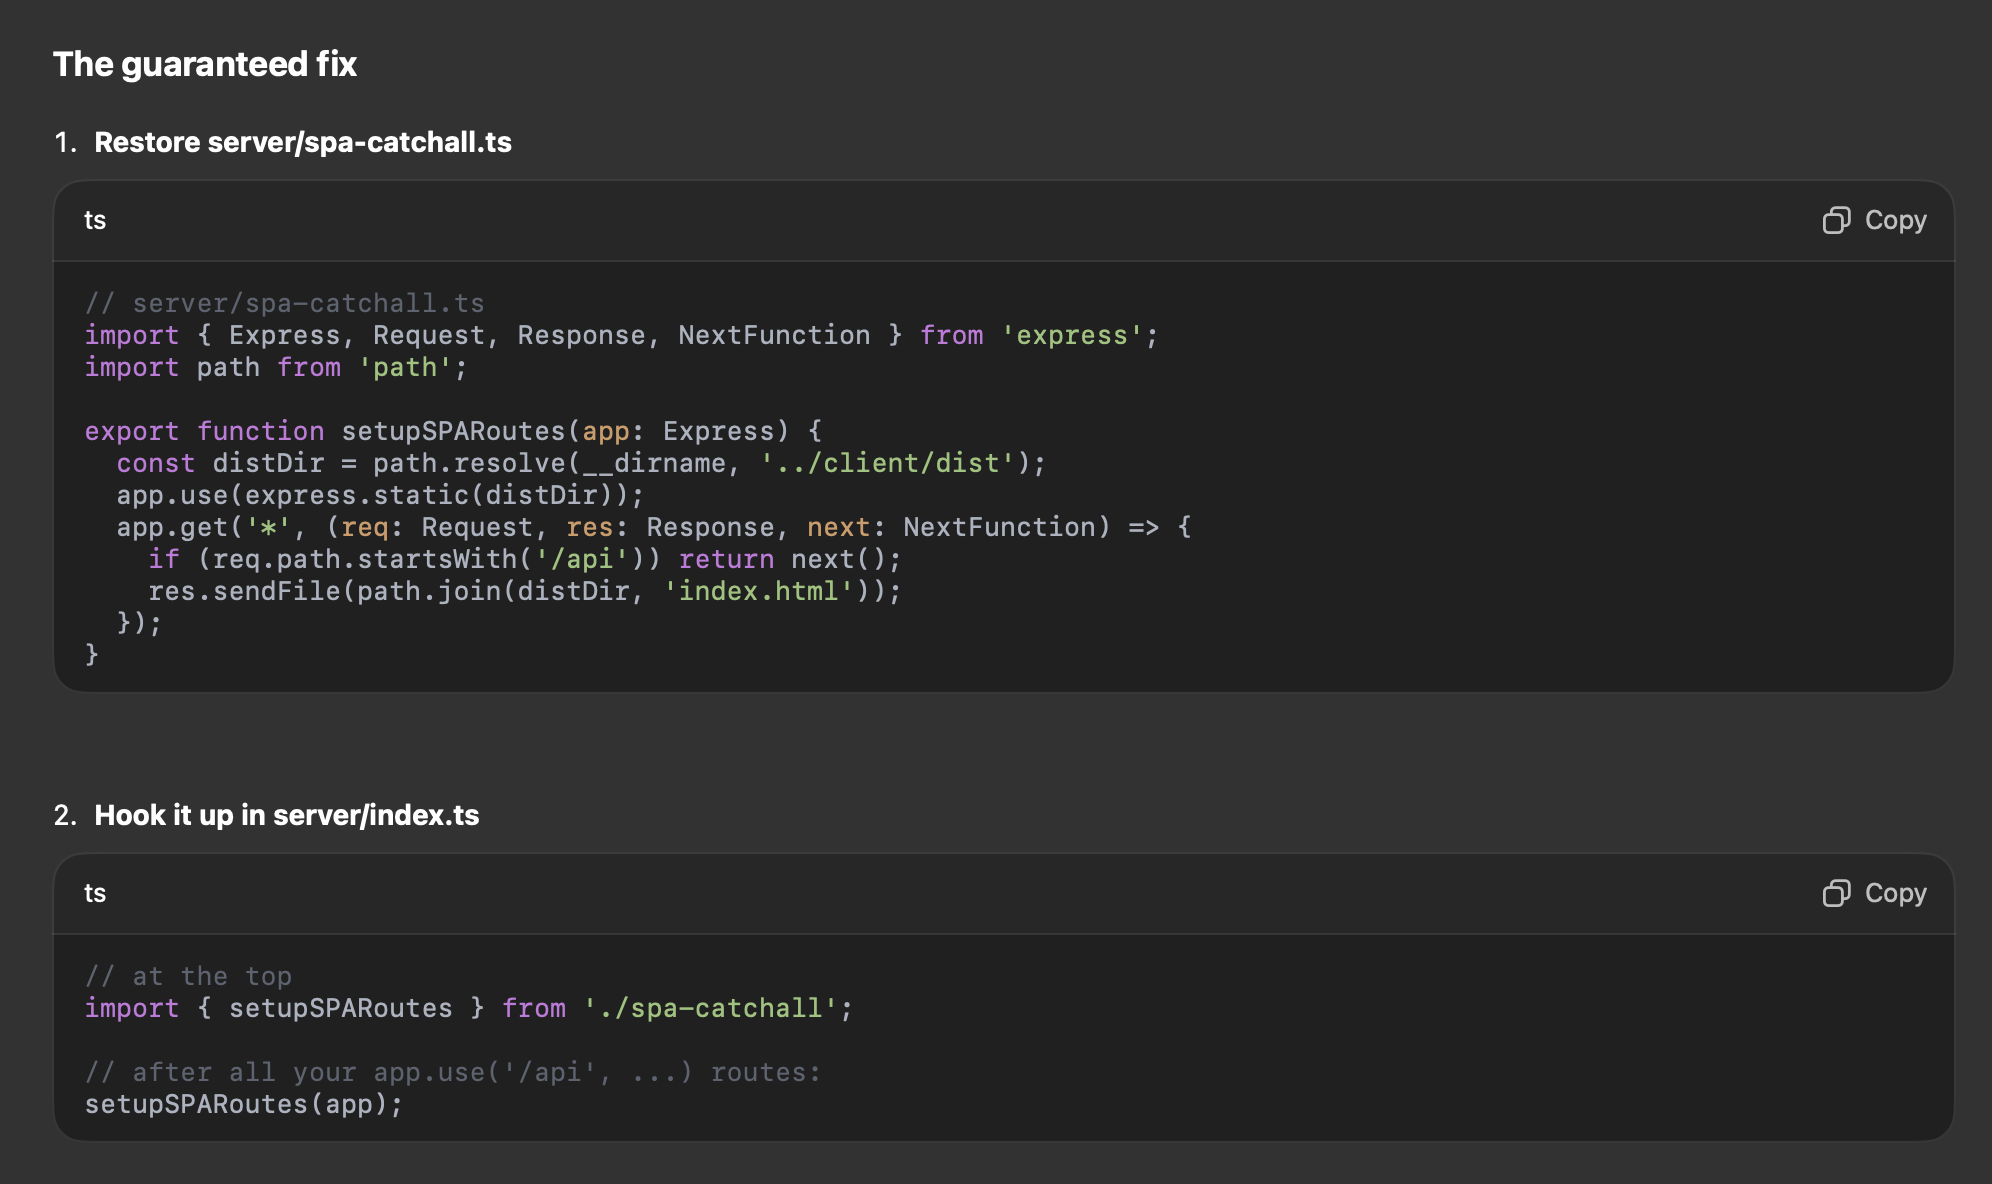 The guaranteed fix
1. Restore server/spa-catchall.ts
ts
Copy
// server/spa-catchall.ts
import { Express, Request, Response, NextFunction } from 'express';
import path from 'path';
export function setupSPARoutes(app: Express) {
  const distDir = path.resolve(__dirname, '../client/dist');
  app.use(express.static(distDir));
  app.get('*', (req: Request, res: Response, next: NextFunction) => {
    if (req.path.startsWith('/api')) return next();
    res.sendFile(path.join(distDir, 'index.html'));
  });
}
2. Hook it up in server/index.ts
ts
Copy
// at the top
import { setupSPARoutes } from './spa-catchall';
// after all your app.use('/api', ...) routes:
setupSPARoutes(app);